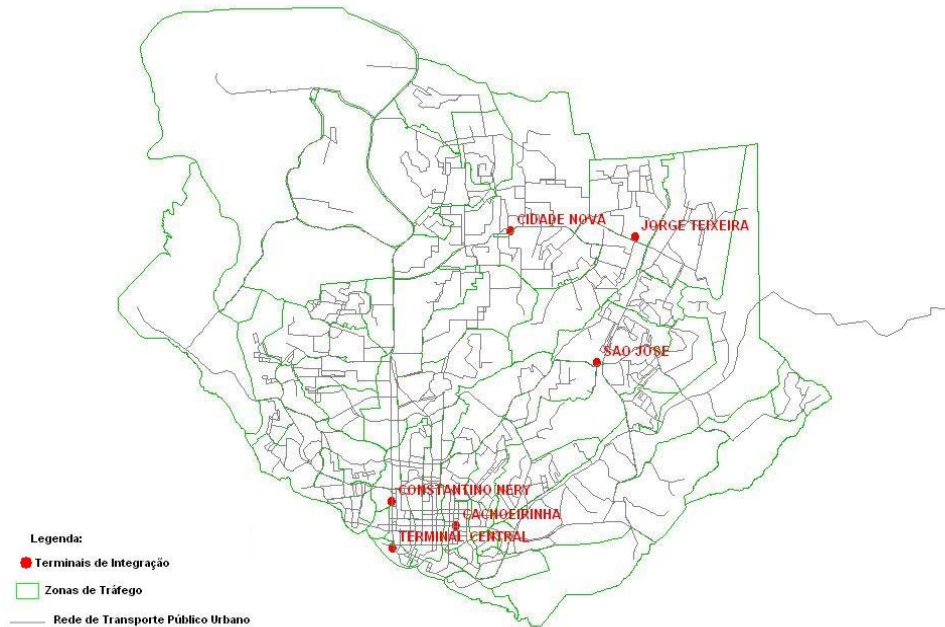 CIDADE NOVA
JORGE TEIXEIRA
SAO JOSE
CONSTANTINO NERY
CACHOEIRINHA
TERMINAL CENTRAL
Legenda:
Terminais de Integração
Zonas de Tráfego
Rede de Transporte Público Urbano